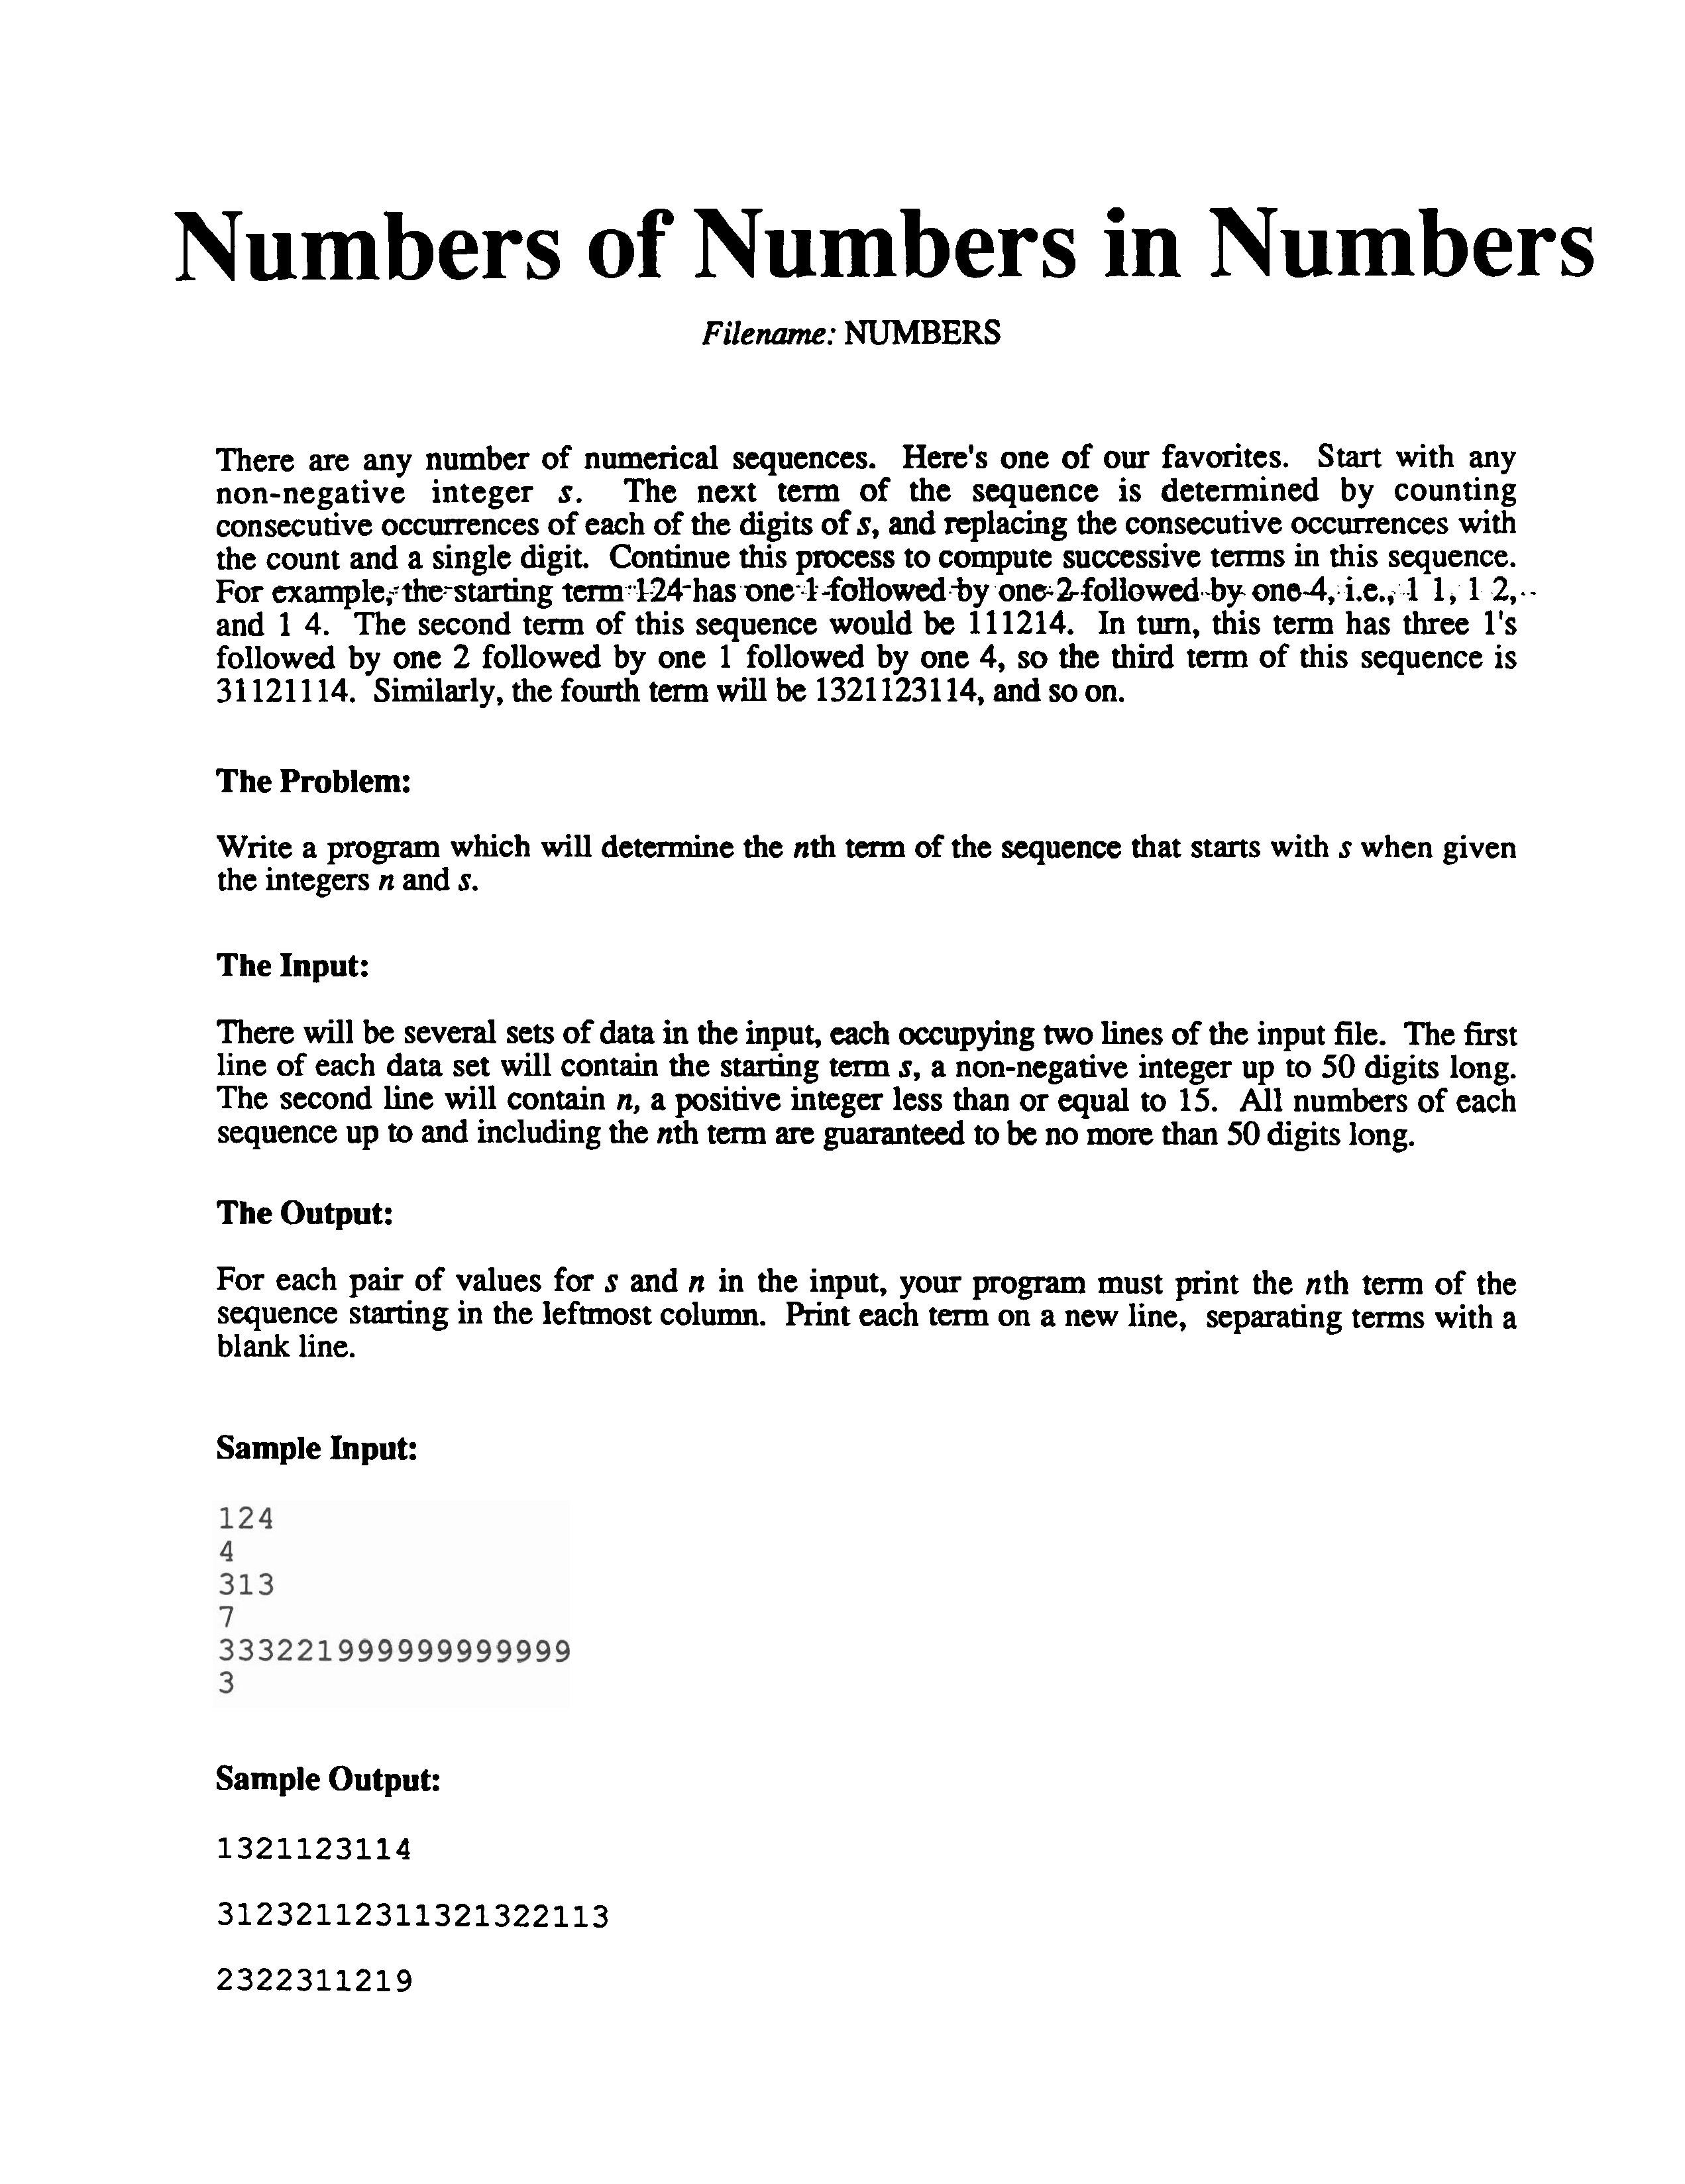 Numbers of Numbers in Numbers
Filename: NUMBERS
There are any number of numerical sequences. Here's one of our favorites. Start with any
non-negative integer s. The next term of the sequence is determined by counting
consecutive occurrences of each of the digits of s, and replacing the consecutive occurrences with
the count and a single digit. Continue this process to compute successive terms in this sequence.
For example, the starting term 124 has one 1 followed by one 2 followed by one 4, i.e., 1 1, 1 2,
and 1 4. The second term of this sequence would be 111214. In turn, this term has three 1's
followed by one 2 followed by one 1 followed by one 4, so the third term of this sequence is
31121114. Similarly, the fourth term will be 1321123114, and so on.
The Problem:
Write a program which will determine the nth term of the sequence that starts with s when given
the integers n and s.
The Input:
There will be several sets of data in the input, each occupying two lines of the input file. The first
line of each data set will contain the starting term s, a non-negative integer up to 50 digits long.
The second line will contain n, a positive integer less than or equal to 15. All numbers of each
sequence up to and including the nth term are guaranteed to be no more than 50 digits long.
The Output:
For each pair of values for s and n in the input, your program must print the nth term of the
sequence starting in the leftmost column. Print each term on a new line, separating terms with a
blank line.
Sample Input:
124
4
313
7
333221999999999999
3
Sample Output:
1321123114
31232112311321322113
2322311219